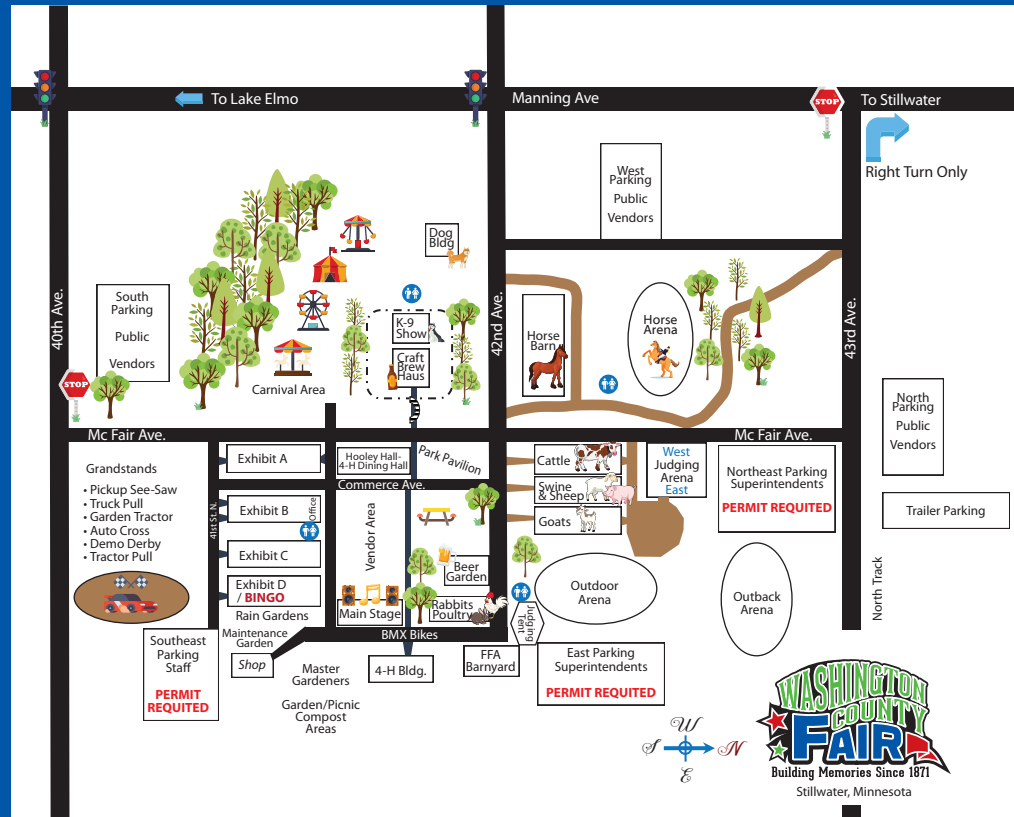 To Lake Elmo
Manning Ave
STOP
To Stillwater
Right Turn Only
West
Parking
Public
Vendors
Dog
Bldg
40th Ave.
South
Parking
Public
Vendors
STOP
K-9
Show
Craft
Brew
Haus
Carnival Area
42nd Ave.
Horse
Barn
Horse
Arena
43rd Ave.
North
Parking
Public
Vendors
Trailer Parking
North Track
Mc Fair Ave.
Mc Fair Ave.
Grandstands
• Pickup See-Saw
• Truck Pull
• Garden Tractor
• Auto Cross
• Demo Derby
• Tractor Pull
41st St. N.
Exhibit A
Exhibit B
Office
Exhibit C
Exhibit D
/ BINGO
Rain Gardens
Maintenance
Garden
Shop
Southeast
Parking
Staff
PERMIT
REQUITED
Hooley Hall-
4-H Dining Hall
Park Pavilion
Commerce Ave.
Vendor Area
Main Stage
Beer
Garden
Rabbits
Poultry
BMX Bikes
Master
Gardeners
Garden/Picnic
Compost
Areas
4-H Bldg.
FFA
Barnyard
Cattle
Swine
& Sheep
Goats
West
Judging
Arena
East
Northeast Parking
Superintendents
PERMIT REQUITED
Outdoor
Arena
Outback
Arena
Judging
Tent
East Parking
Superintendents
PERMIT REQUITED
W
S
N
E
WASHINGTON
COUNTY
FAIR
Building Memories Since 1871
Stillwater, Minnesota